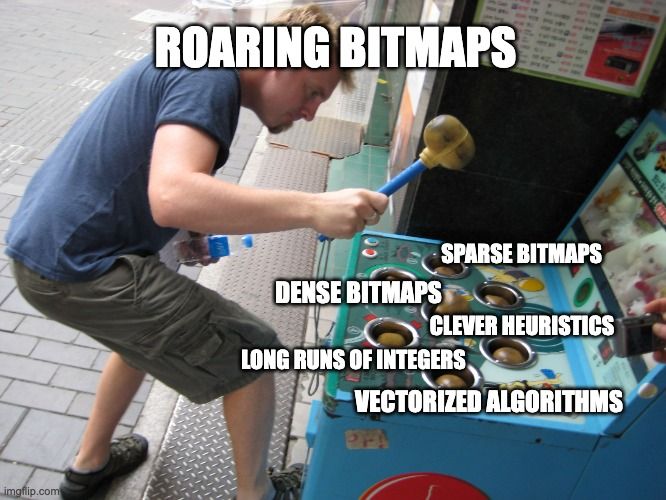 ROARING BITMAPS
SPARSE BITMAPS
DENSE BITMAPS
CLEVER HEURISTICS
LONG RUNS OF INTEGERS
VECTORIZED ALGORITHMS
imgflip.com